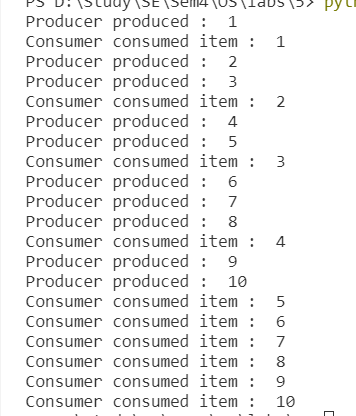 PS D:\Study\SE\Sem4\OS\labs\5> pyth
Producer produced :  1
Consumer consumed item :  1
Producer produced :  2
Producer produced :  3
Consumer consumed item :  2
Producer produced :  4
Producer produced :  5
Consumer consumed item :  3
Producer produced :  6
Producer produced :  7
Producer produced :  8
Consumer consumed item :  4
Producer produced :  9
Producer produced :  10
Consumer consumed item :  5
Consumer consumed item :  6
Consumer consumed item :  7
Consumer consumed item :  8
Consumer consumed item :  9
Consumer consumed item :  10